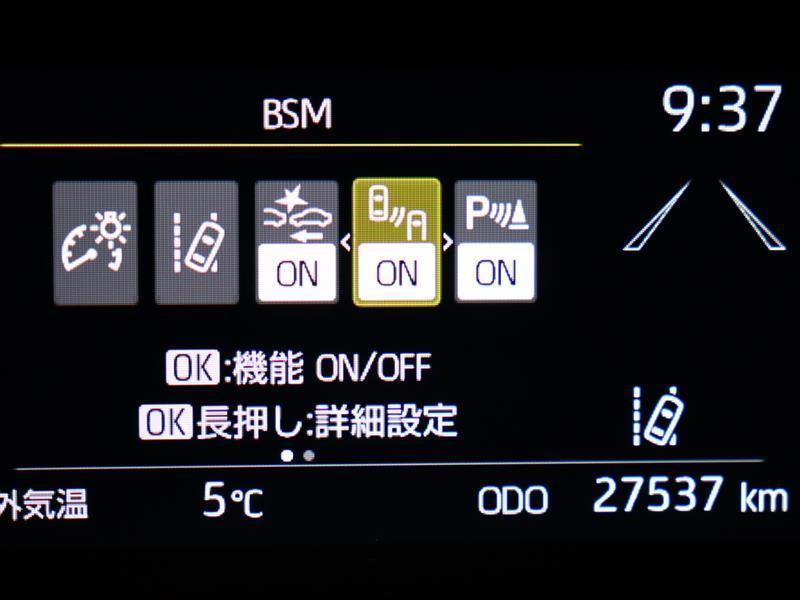 BSM
9:37
P
ON ON ON
OK:機能 ON/OFF
OK長押し:詳細設定
外気温 5℃ ODO 27537 km